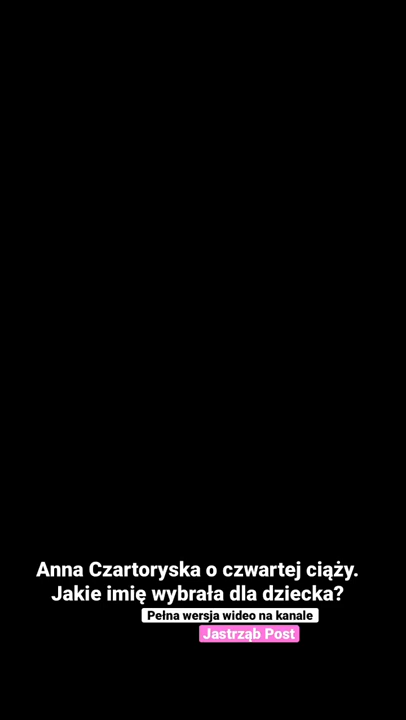 Anna Czartoryska o czwartej ciąży.
Jakie imię wybrała dla dziecka?
Pełna wersja wideo na kanale
Jastrząb Post